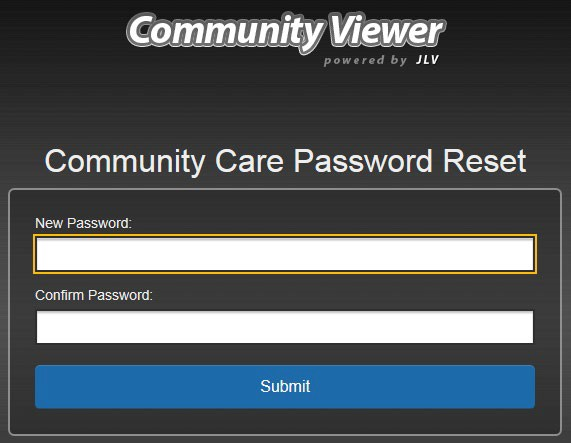 Community Viewer
powered by JLV
Community Care Password Reset
New Password:
Confirm Password:
Submit